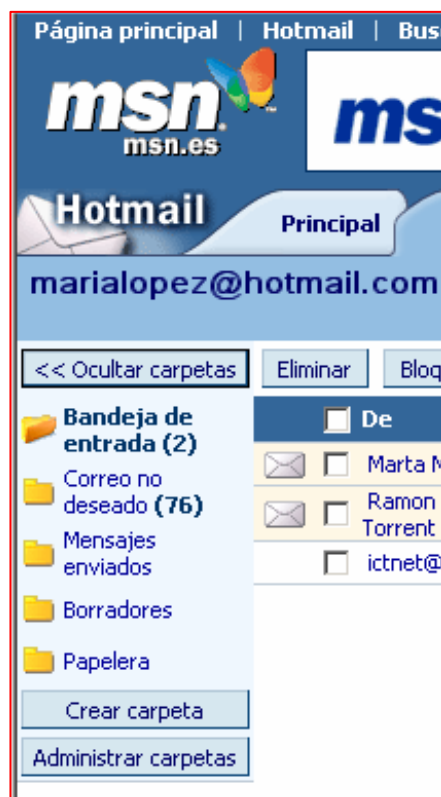 Página principal | Hotmail | Bus
msn
msn.es
ms
Hotmail
Principal
marialopez@hotmail.com
<< Ocultar carpetas
Eliminar
Bloq
Bandeja de
entrada (2)
Correo no
deseado (76)
Mensajes
enviados
Borradores
Papelera
Crear carpeta
Administrar carpetas
De
Marta M
Ramon
Torrent
ictnet@